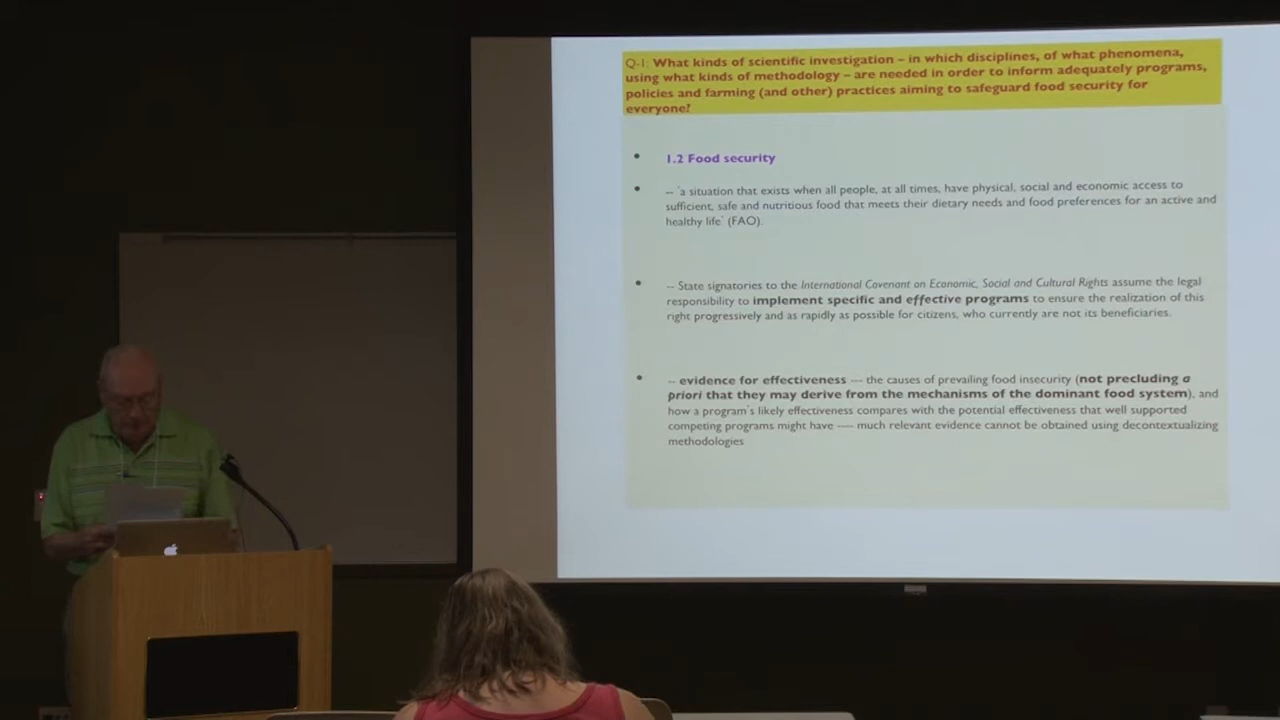 Q-1: What kinds of scientific investigation – in which disciplines, of what phenomena,
using what kinds of methodology – are needed in order to inform adequately programs,
policies and farming (and other) practices aiming to safeguard food security for
everyone?
• 1.2 Food security
• -- 'a situation that exists when all people, at all times, have physical, social and economic access to
sufficient, safe and nutritious food that meets their dietary needs and food preferences for an active and
healthy life' (FAO).
• -- State signatories to the International Covenant on Economic, Social and Cultural Rights assume the legal
responsibility to implement specific and effective programs to ensure the realization of this
right progressively and as rapidly as possible for citizens, who currently are not its beneficiaries.
• -- evidence for effectiveness --- the causes of prevailing food insecurity (not precluding a
priori that they may derive from the mechanisms of the dominant food system), and
how a program's likely effectiveness compares with the potential effectiveness that well supported
competing programs might have ---- much relevant evidence cannot be obtained using decontextualizing
methodologies